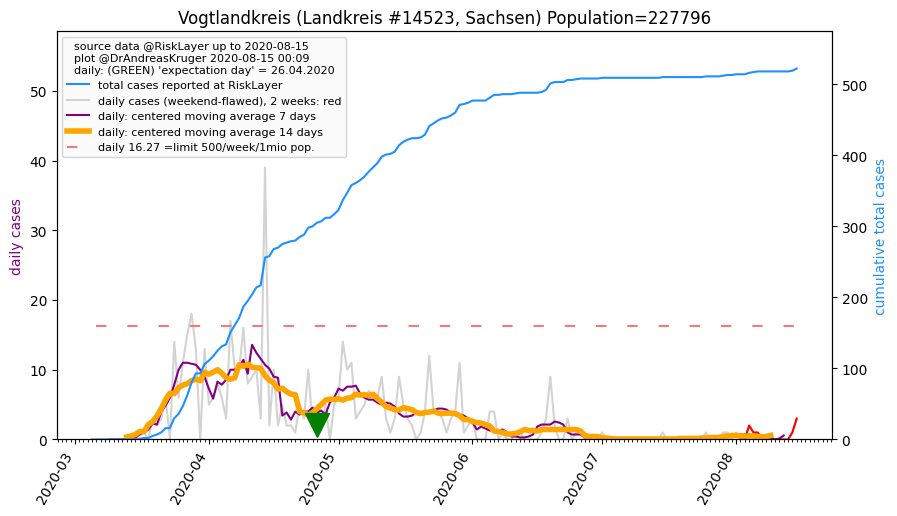 Vogtlandkreis (Landkreis #14523, Sachsen) Population=227796
source data @RiskLayer up to 2020-08-15
plot @DrAndreasKruger 2020-08-15 00:09
daily: (GREEN) 'expectation day' = 26.04.2020
total cases reported at RiskLayer
daily cases (weekend-flawed), 2 weeks: red
daily: centered moving average 7 days
daily: centered moving average 14 days
daily 16.27 =limit 500/week/1mio pop.
daily cases
50
40
30
20
10
0
500
400
300
200
100
0
cumulative total cases
2020-03
2020-04
2020-05
2020-06
2020-07
2020-08